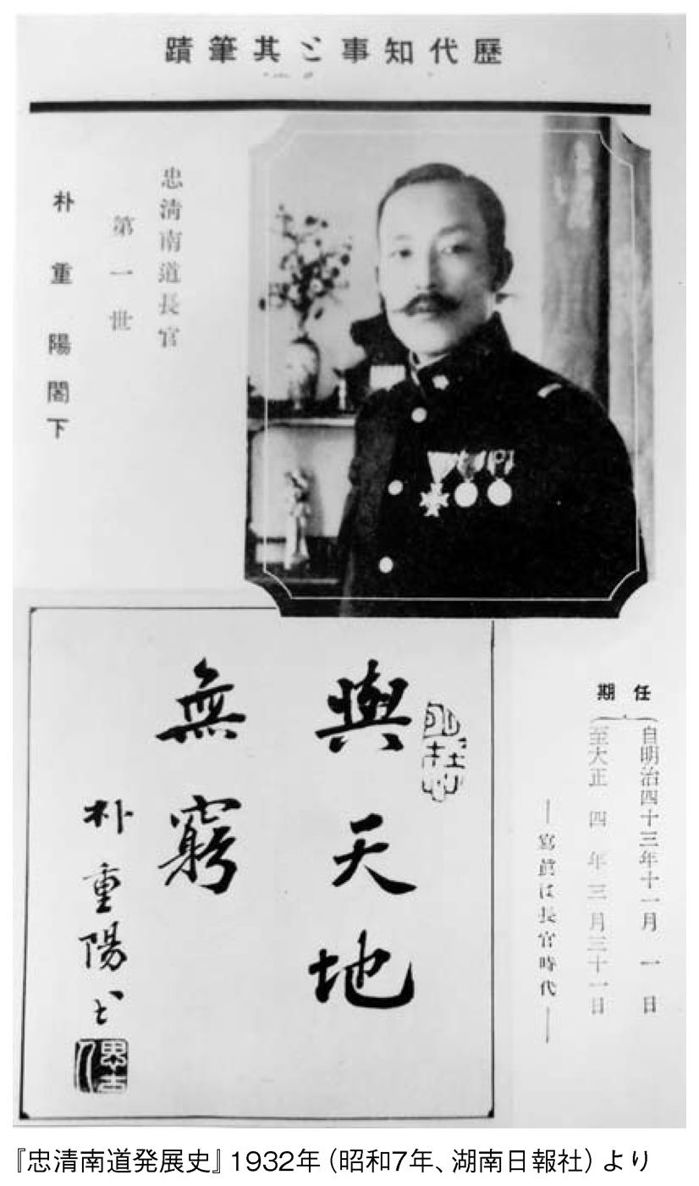 歷代知事と其筆蹟
忠清南道長官
第一世
朴重陽閣下
任期
自明治四十三年十一月一日
至大正四年三月三十一日
―寫眞は長官時代―
與天地
無窮
朴重陽書
『忠清南道発展史』1932年（昭和7年、湖南日報社）より